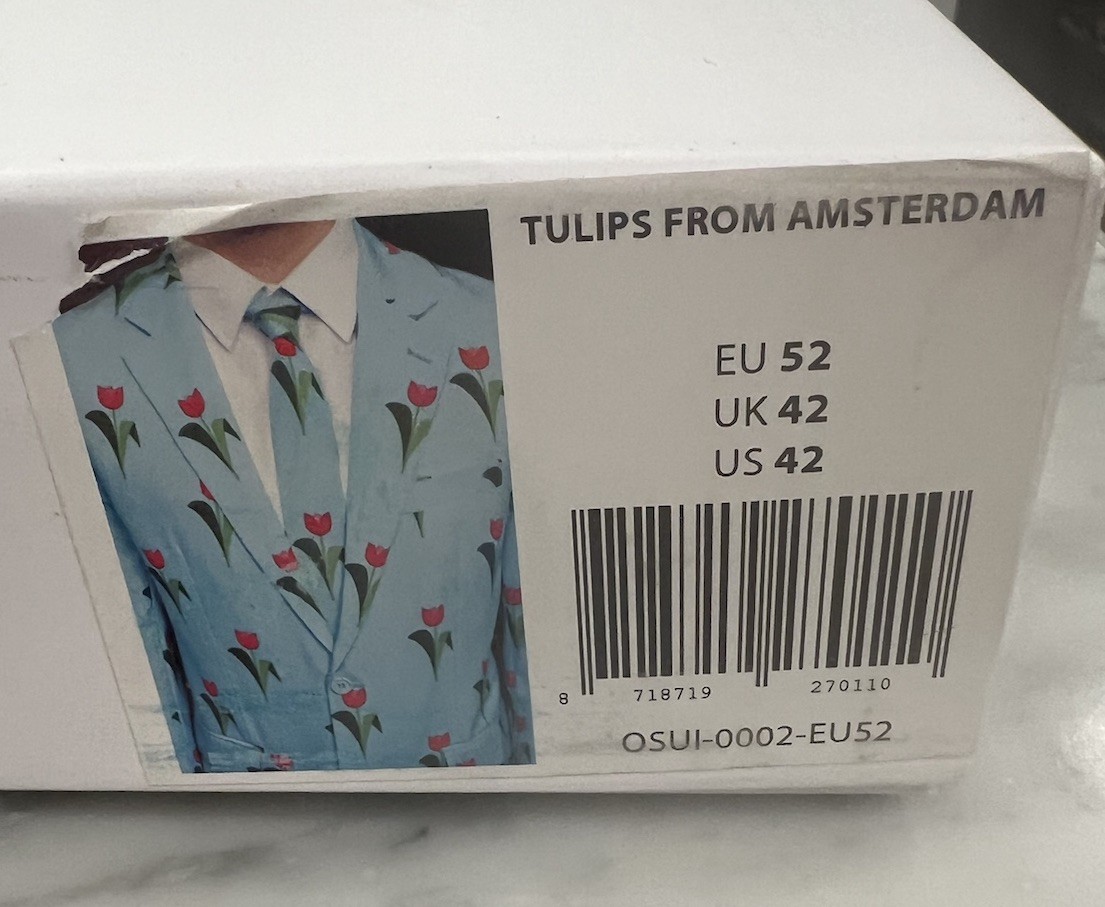 TULIPS FROM AMSTERDAM
EU 52
UK 42
US 42
8 718719 270110
OSUI-0002-EU52